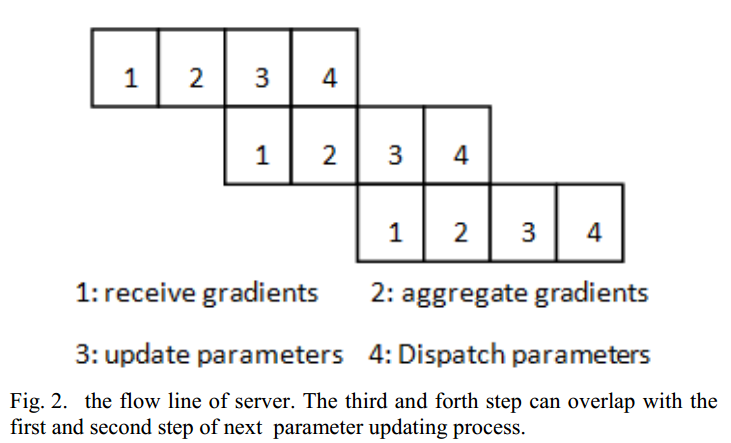 1 2 3 4
1 2 3 4
1 2 3 4
1: receive gradients 2: aggregate gradients
3: update parameters 4: Dispatch parameters
Fig. 2. the flow line of server. The third and forth step can overlap with the
first and second step of next parameter updating process.